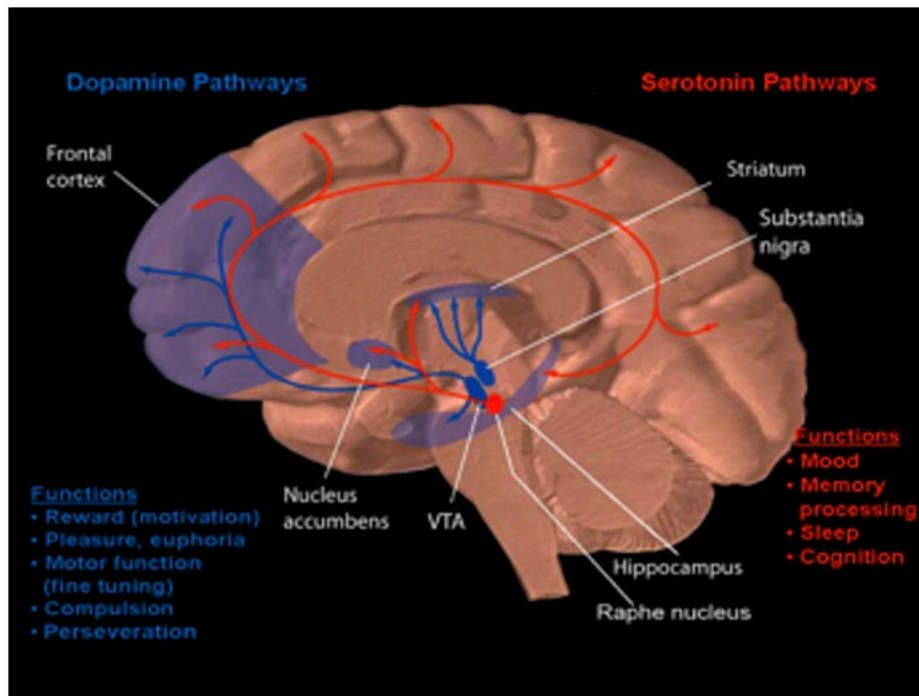 Dopamine Pathways
Serotonin Pathways
Frontal
cortex
Striatum
Substantia
nigra
Nucleus
accumbens
VTA
Hippocampus
Raphe nucleus
Functions
• Reward (motivation)
• Pleasure, euphoria
• Motor function
(fine tuning)
• Compulsion
• Perseveration
Functions
• Mood
• Memory
processing
• Sleep
• Cognition